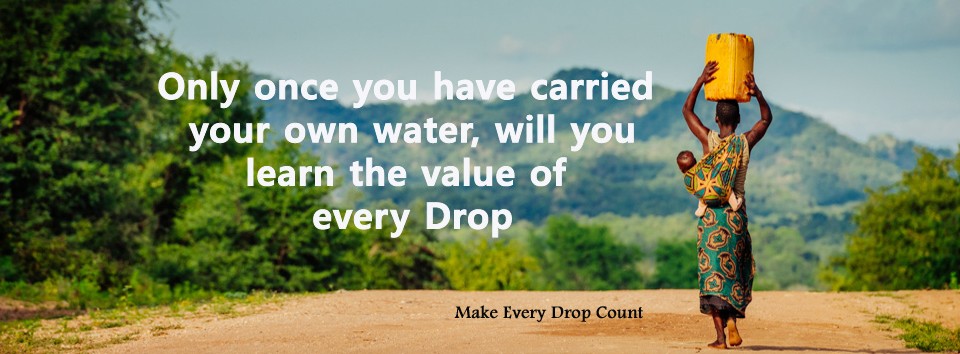 Only once you have carried
your own water, will you
learn the value of
every Drop
Make Every Drop Count